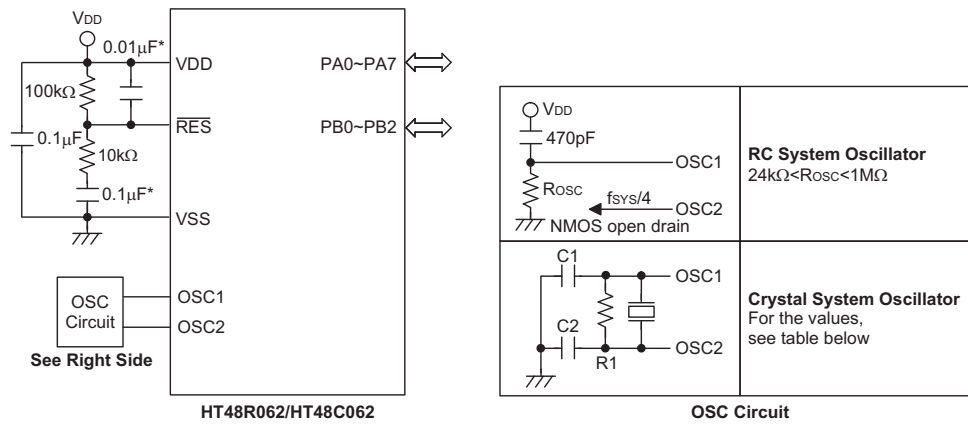 VDD
0.01µF*
VDD
PA0~PA7
100kΩ
RES
PB0~PB2
0.1µF
10kΩ
0.1µF*
VSS
OSC
Circuit
OSC1
OSC2
See Right Side
HT48R062/HT48C062
VDD
470pF
OSC1
ROSC
fSYS/4
OSC2
NMOS open drain
RC System Oscillator
24kΩ<ROSC<1MΩ
C1
OSC1
C2
OSC2
R1
Crystal System Oscillator
For the values,
see table below
OSC Circuit